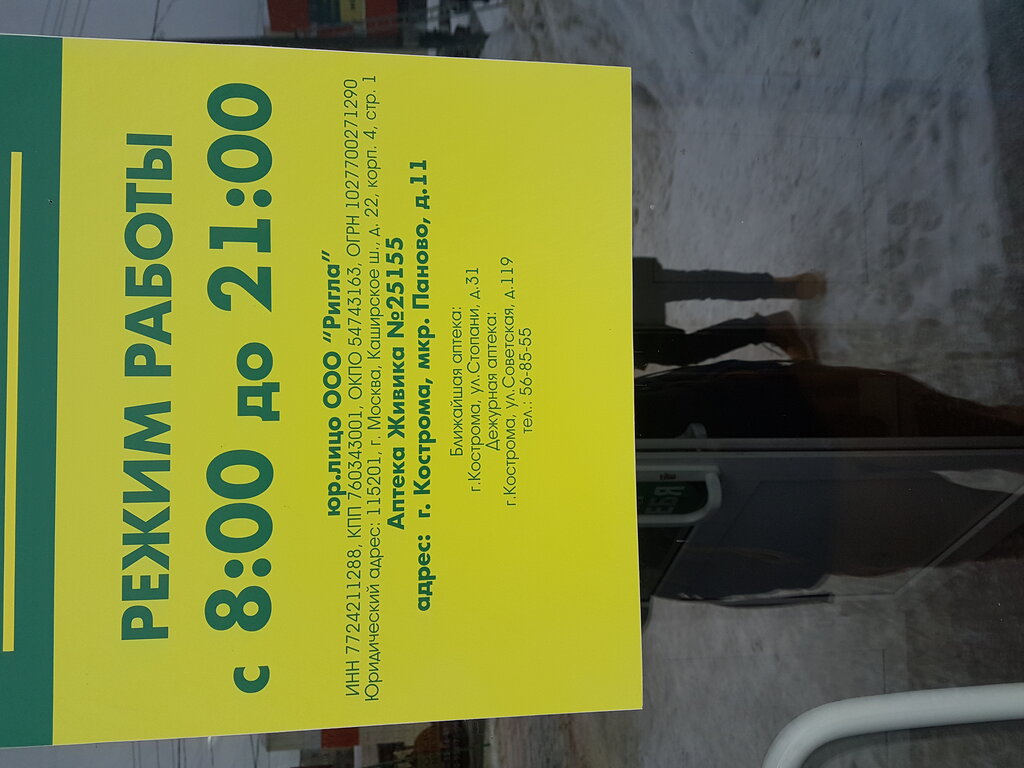 РЕЖИМ РАБОТЫ
с 8:00 до 21:00
юр.лицо ООО "Ригла"
ИНН 7724211288, КПП 760343001, ОКПО 54743163, ОГРН 1027700271290
Юридический адрес: 115201, г. Москва, Каширское ш., д. 22, корп. 4, стр. 1
Аптека Живика №25155
адрес: г. Кострома, мкр. Паново, д.11
Ближайшая аптека:
г.Кострома, ул.Стопани, д.31
Дежурная аптека:
г.Кострома, ул.Советская, д.119
тел.: 56-85-55